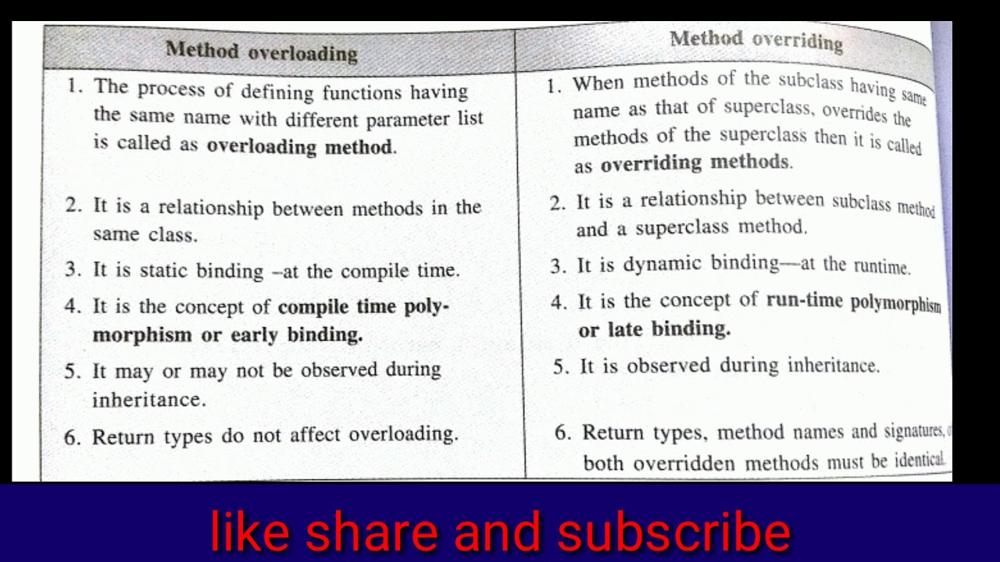 Method overloading
1. The process of defining functions having
the same name with different parameter list
is called as overloading method.
2. It is a relationship between methods in the
same class.
3. It is static binding –at the compile time.
4. It is the concept of compile time poly-
morphism or early binding.
5. It may or may not be observed during
inheritance.
6. Return types do not affect overloading.
Method overriding
1. When methods of the subclass having same
name as that of superclass, overrides the
methods of the superclass then it is called
as overriding methods.
2. It is a relationship between subclass method
and a superclass method.
3. It is dynamic binding—at the runtime.
4. It is the concept of run-time polymorphism
or late binding.
5. It is observed during inheritance.
6. Return types, method names and signatures,
both overridden methods must be identical.
like share and subscribe